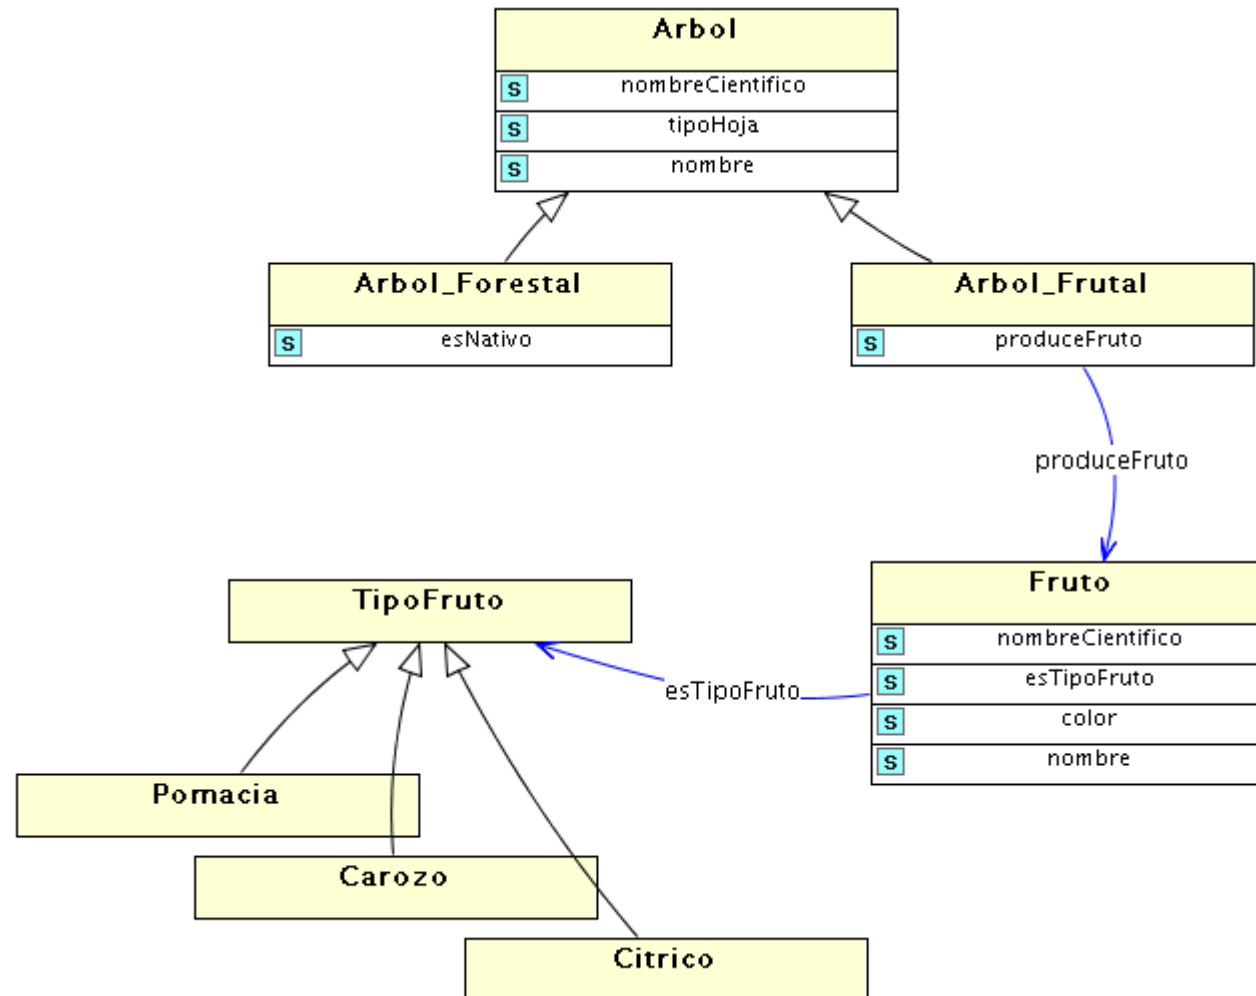 Arbol
S nombreCientifico
S tipoHoja
S nombre
Arbol_Forestal
S esNativo
Arbol_Frutal
S produceFruto
produceFruto
TipoFruto
Fruto
S nombreCientifico
S esTipoFruto
S color
S nombre
esTipoFruto
Pomacia
Carozo
Citrico